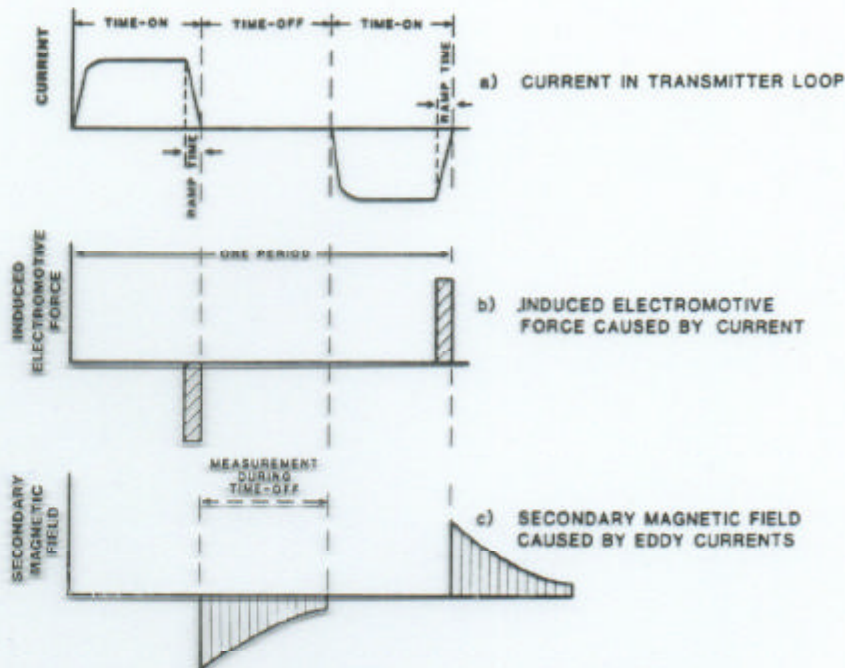 TIME-ON
TIME-OFF
TIME-ON
CURRENT
RAMP TIME
RAMP TIME
a) CURRENT IN TRANSMITTER LOOP
ONE PERIOD
INDUCED
ELECTROMOTIVE
FORCE
b) INDUCED ELECTROMOTIVE
FORCE CAUSED BY CURRENT
MEASUREMENT
DURING
TIME-OFF
SECONDARY
MAGNETIC
FIELD
c) SECONDARY MAGNETIC FIELD
CAUSED BY EDDY CURRENTS